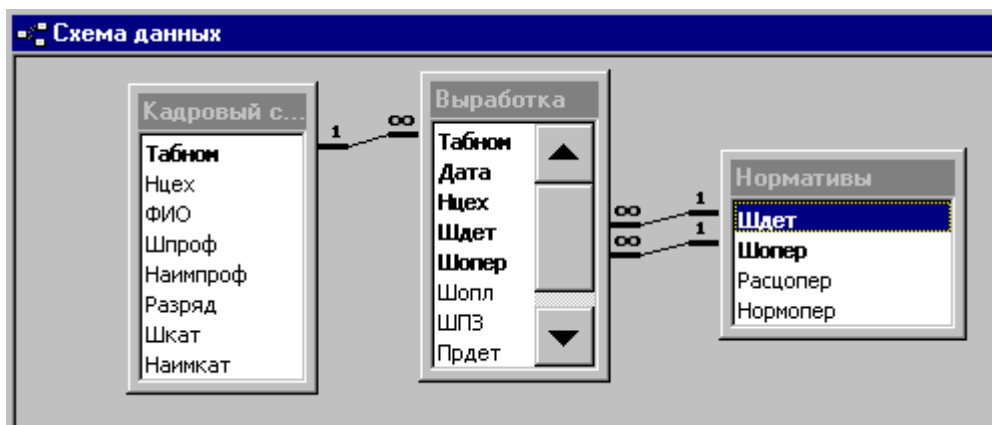 Схема данных
Кадровый с...
Табном
Нцех
ФИО
Шпроф
Наимпроф
Разряд
Шкат
Наимкат
1
∞
Выработка
Табном
Дата
Нцех
Шдет
Шопер
Шопл
ШПЗ
Прдет
∞
1
∞
1
Нормативы
Шдет
Шопер
Расцопер
Нормопер